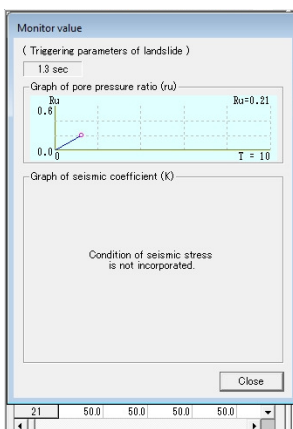 Monitor value
( Triggering parameters of landslide )
1.3 sec
Graph of pore pressure ratio (ru)
Ru
Ru=0.21
0.6
0.0
0
T = 10
Graph of seismic coefficient (K)
Condition of seismic stress
is not incorporated.
Close
21 50.0 50.0 50.0 50.0